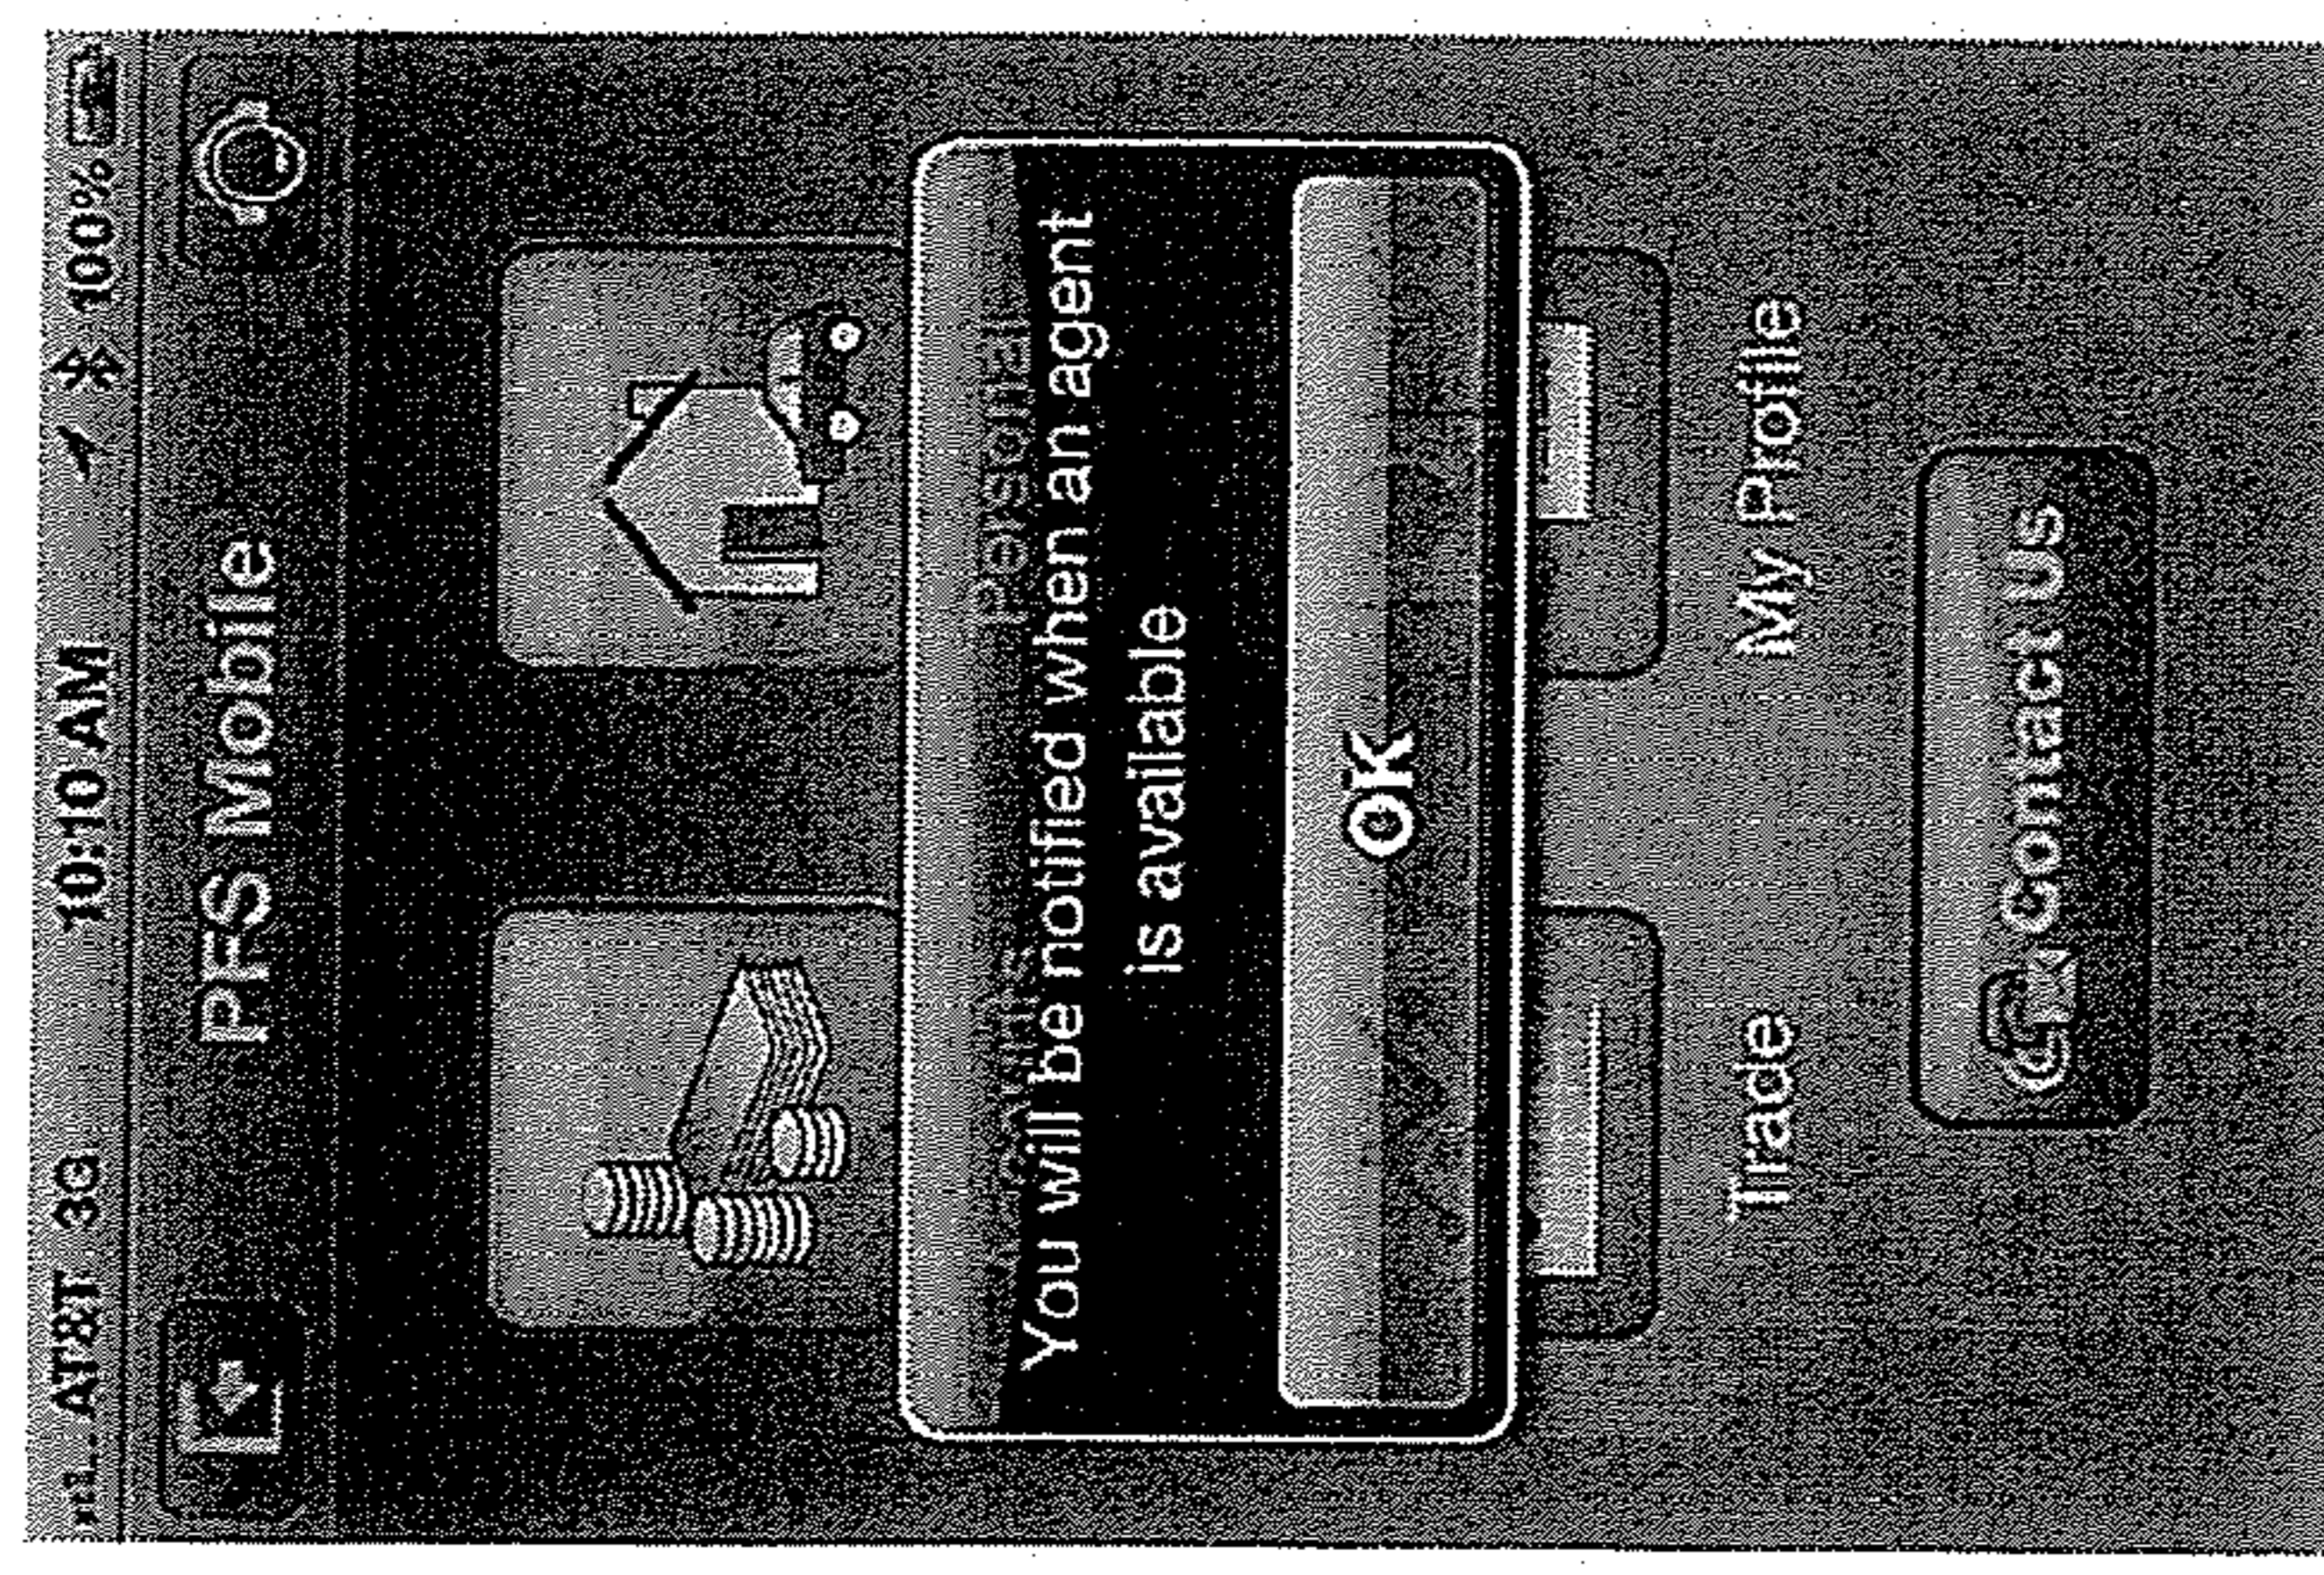 AT&T 3G 10:10 AM 100%
PFS Mobile
Personal
You will be notified when an agent
is available
OK
Trade My Profile
Contact Us